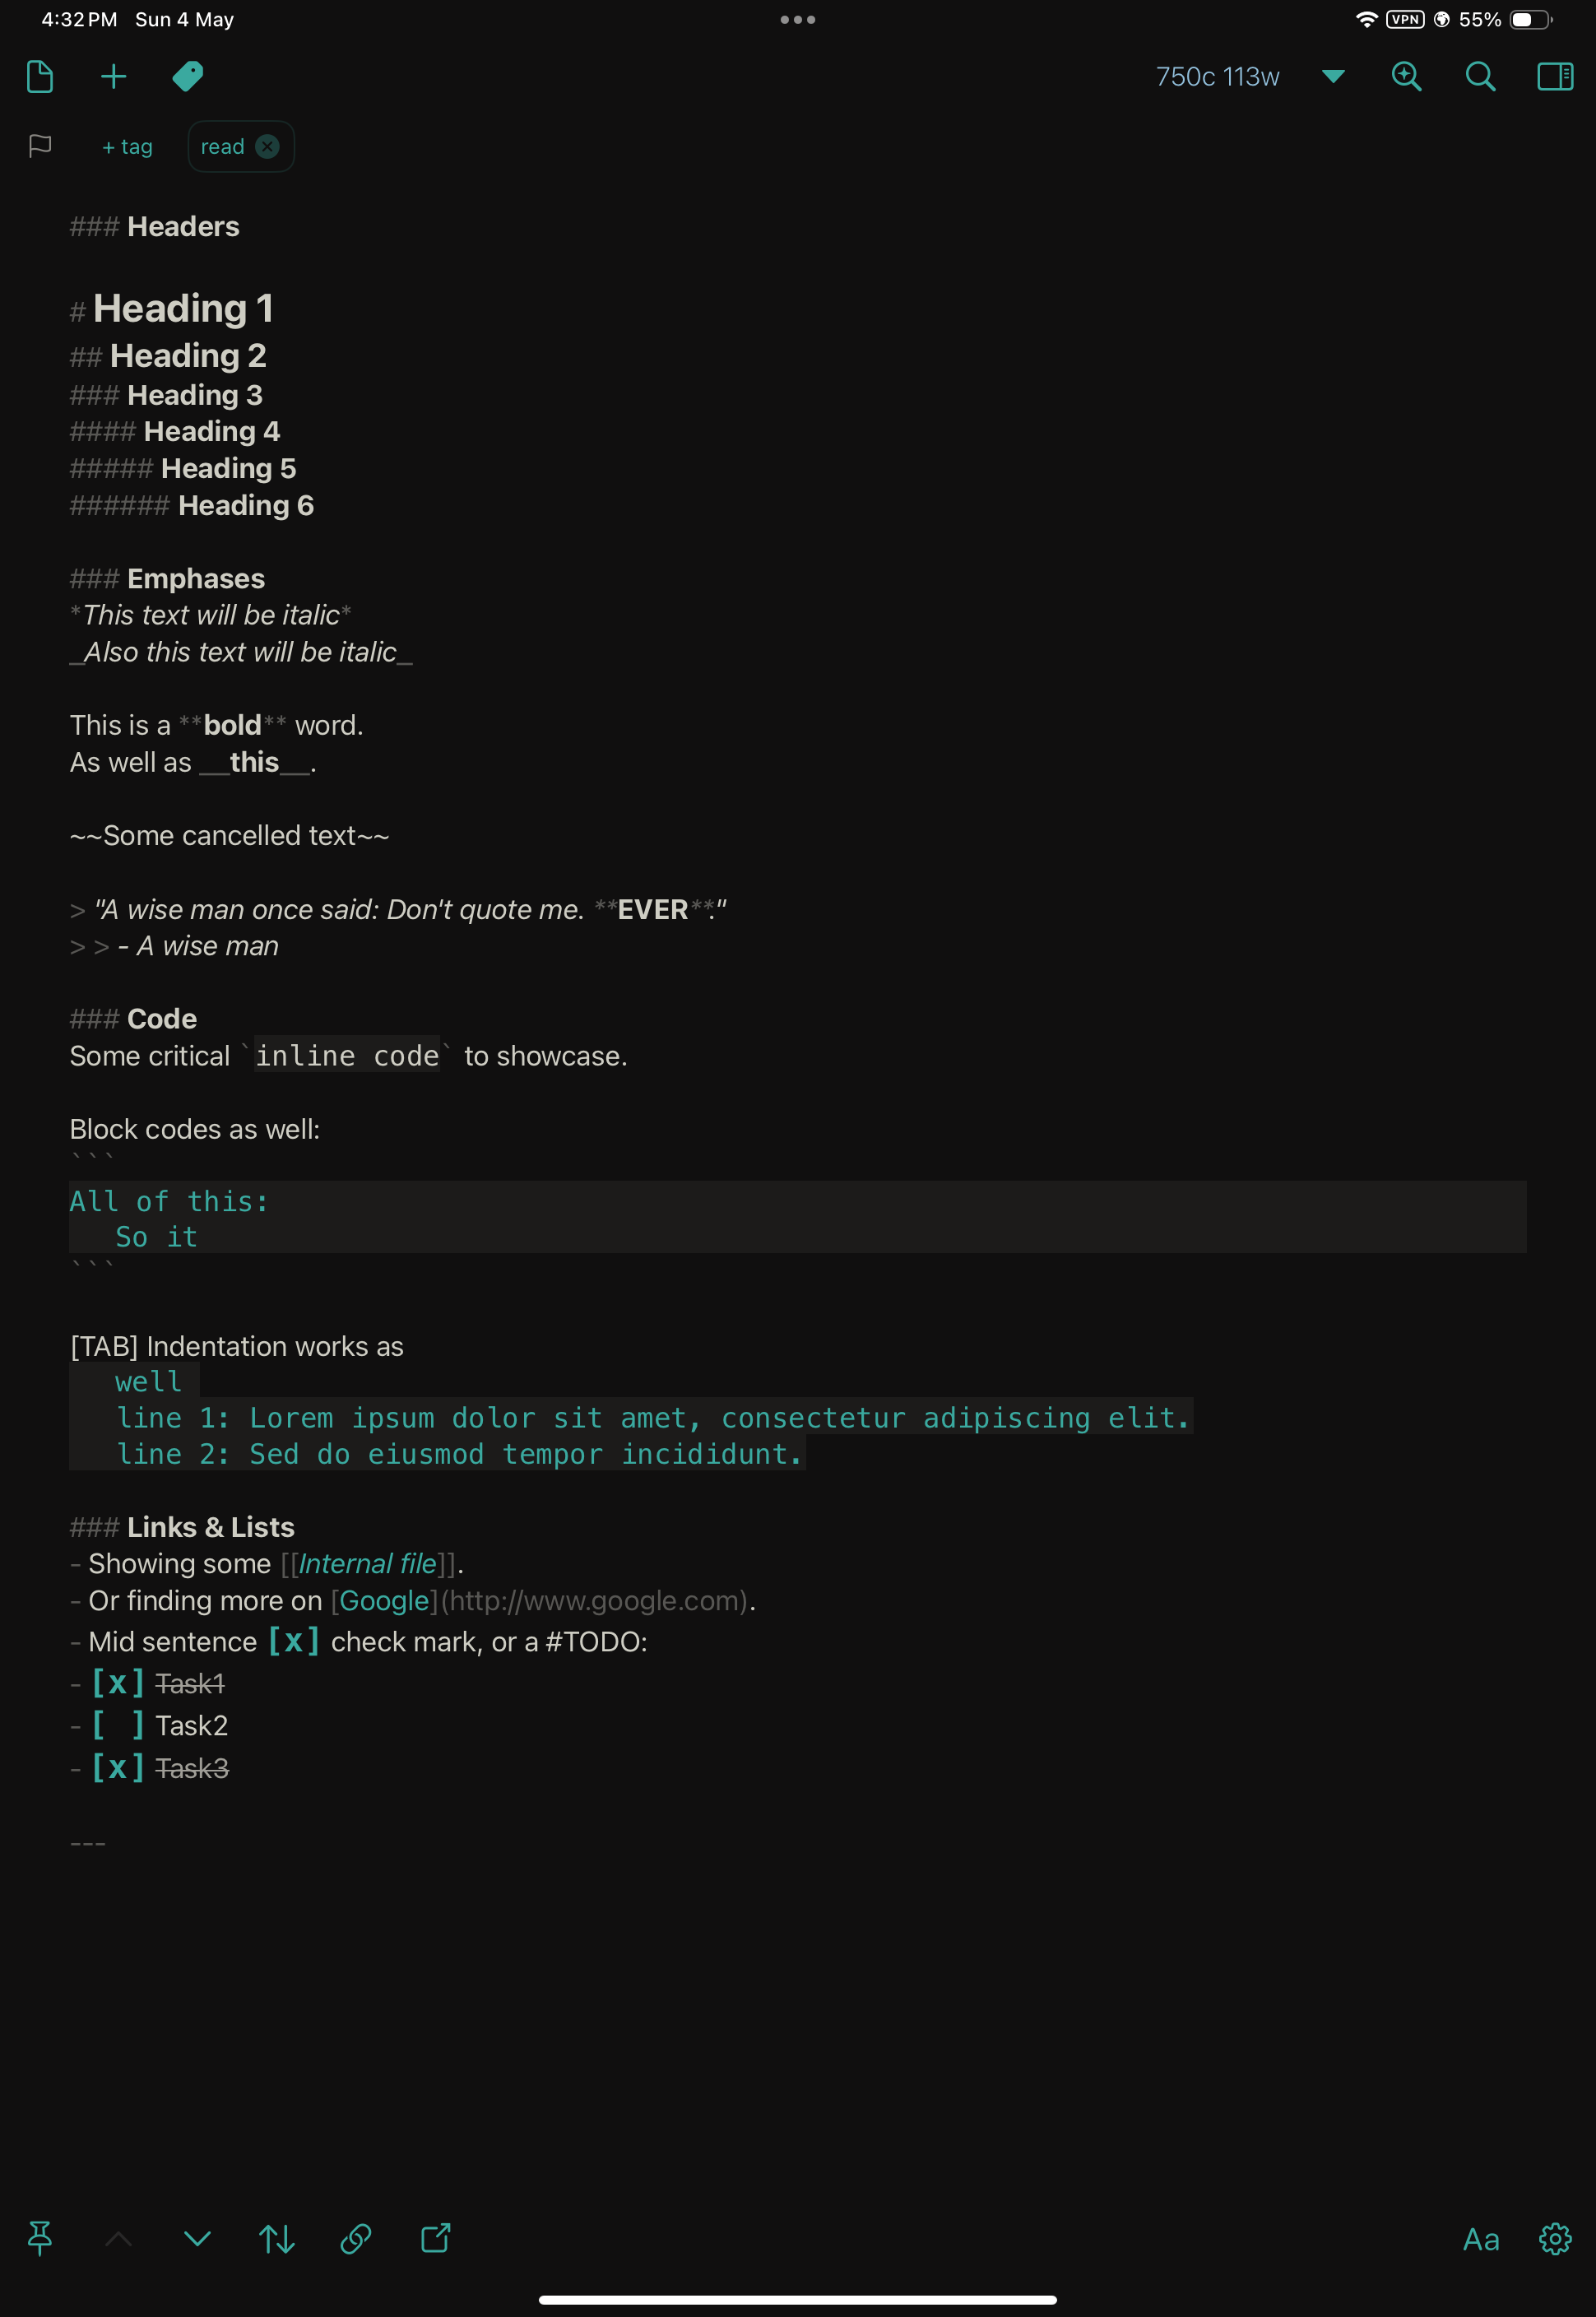 4:32 PM Sun 4 May
VPN 55%
750c 113w
+ tag read
### Headers
# Heading 1
## Heading 2
### Heading 3
#### Heading 4
##### Heading 5
###### Heading 6
### Emphases
*This text will be italic*
_Also this text will be italic_
This is a **bold** word.
As well as __this__.
~~Some cancelled text~~
> "A wise man once said: Don't quote me. **EVER**."
> > - A wise man
### Code
Some critical `inline code` to showcase.
Block codes as well:
```
All of this:
   So it
```
[TAB] Indentation works as
   well
   line 1: Lorem ipsum dolor sit amet, consectetur adipiscing elit.
   line 2: Sed do eiusmod tempor incididunt.
### Links & Lists
- Showing some [[Internal file]].
- Or finding more on [Google](http://www.google.com).
- Mid sentence [x] check mark, or a #TODO:
- [x] Task1
- [ ] Task2
- [x] Task3
---
Aa